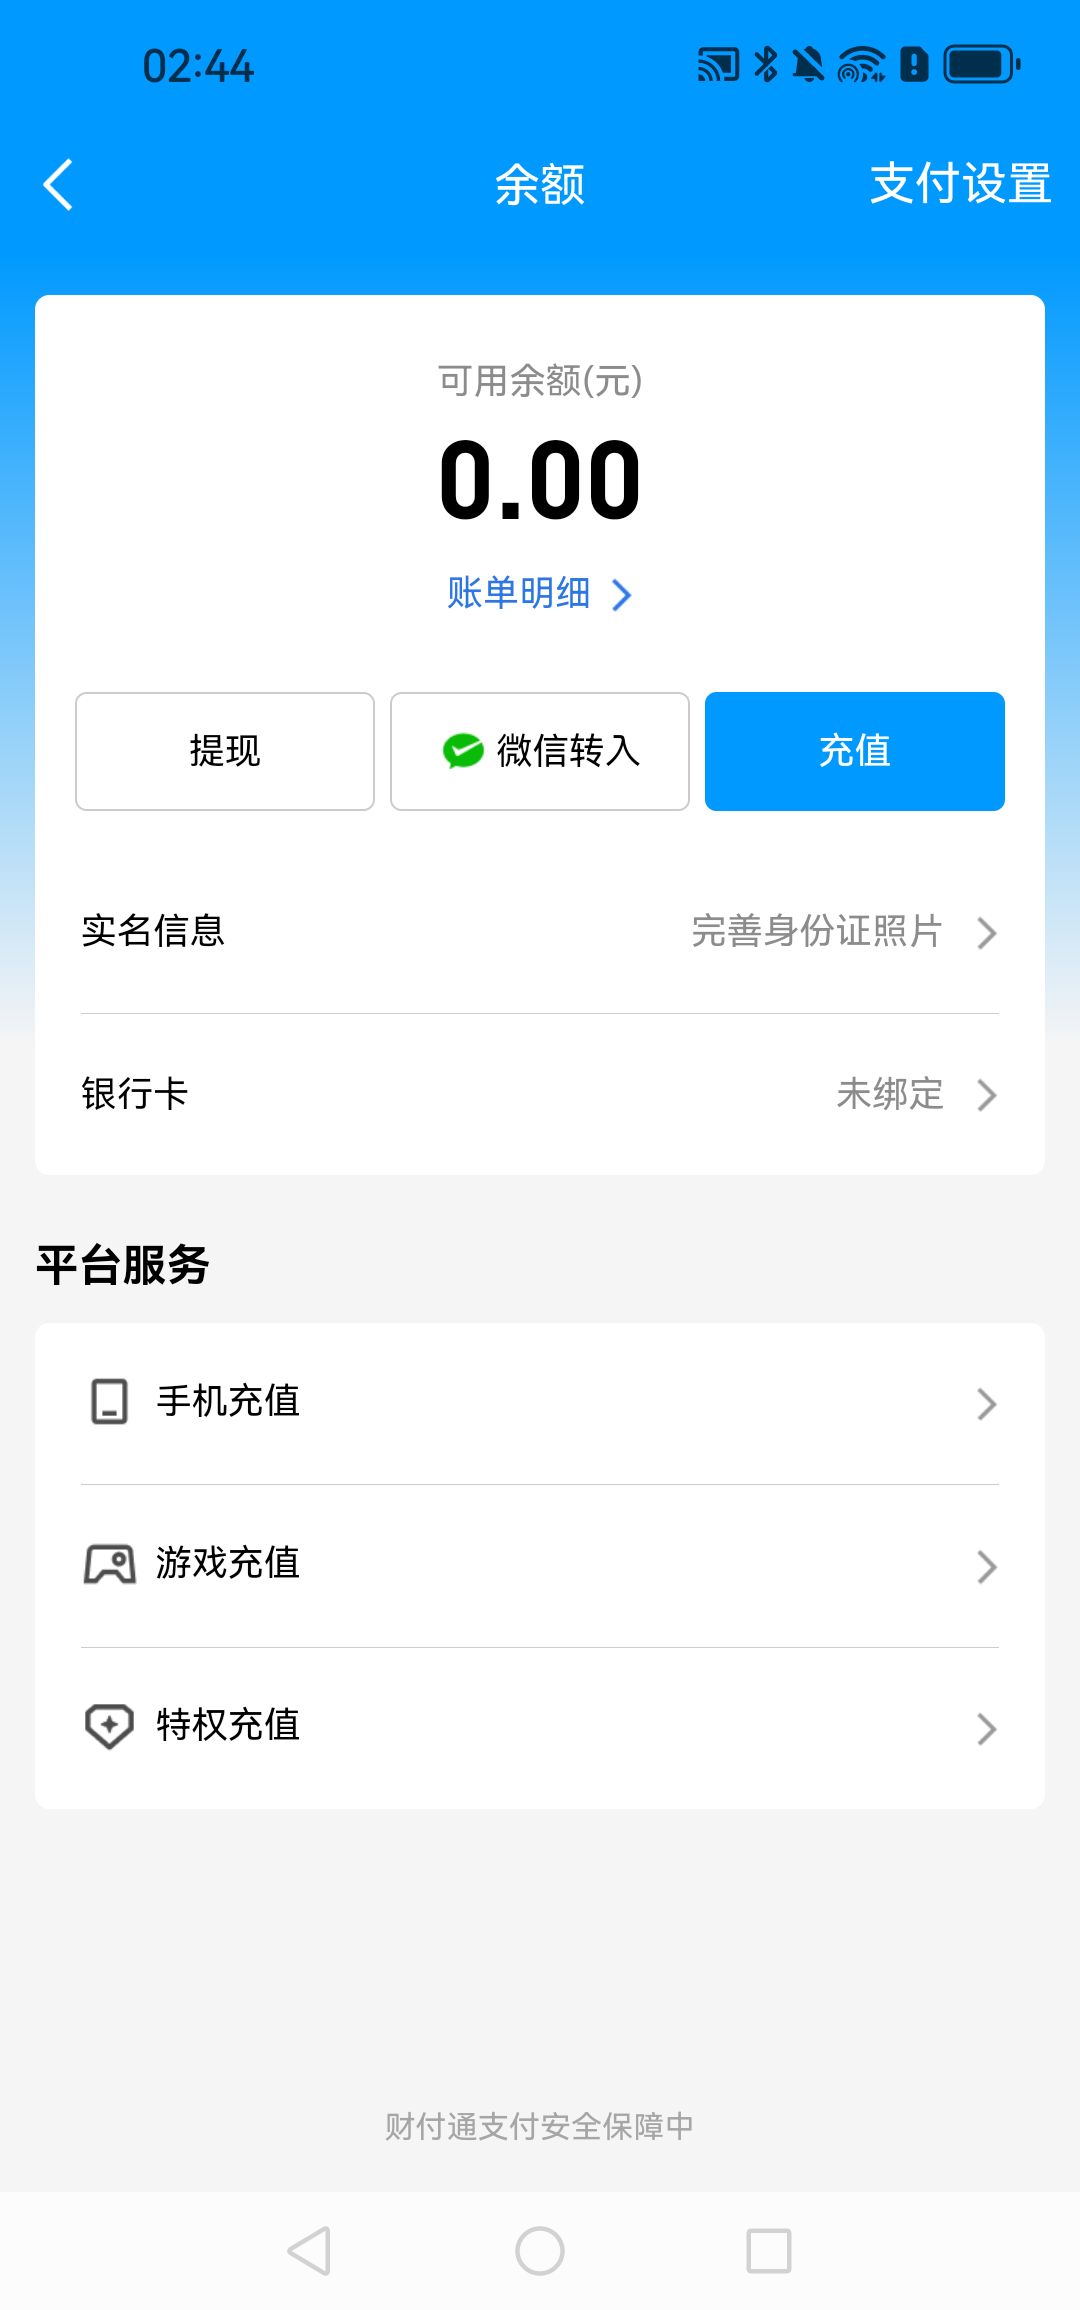 02:44
余额
支付设置
可用余额(元)
0.00
账单明细
提现
微信转入
充值
实名信息
完善身份证照片
银行卡
未绑定
平台服务
手机充值
游戏充值
特权充值
财付通支付安全保障中